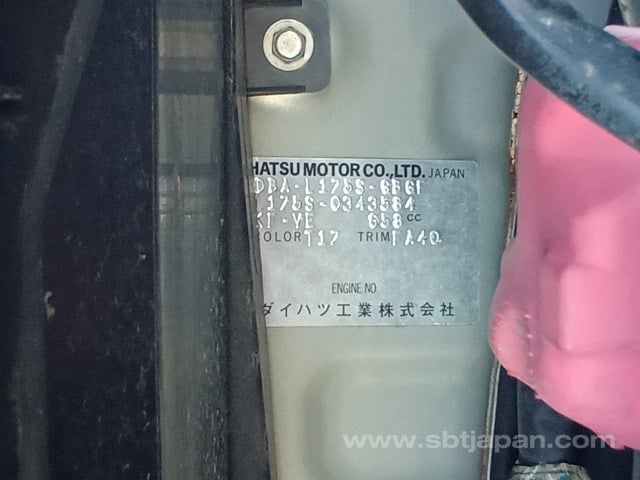 HATSU MOTOR CO.,LTD. JAPAN
DBA-L175S-GBGF
L175S-0343584
KF-VE 658 cc
COLOR T17 TRIM FA40
ENGINE NO
ダイハツ工業株式会社
www.sbtjapan.com